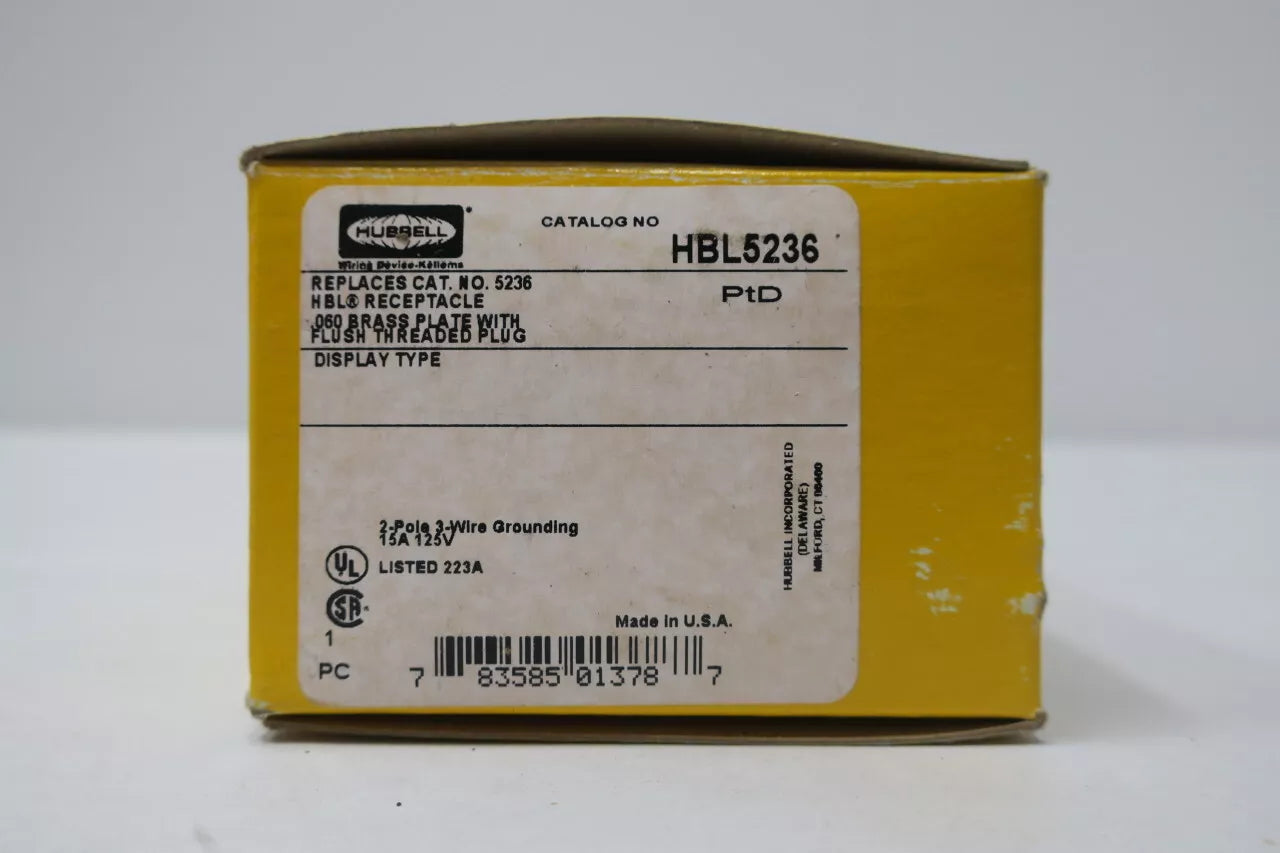 HUBBELL
Wiring Device-Kellems
CATALOG NO
HBL5236
REPLACES CAT. NO. 5236
HBL® RECEPTACLE
.060 BRASS PLATE WITH
FLUSH THREADED PLUG
PtD
DISPLAY TYPE
2-Pole 3-Wire Grounding
15A 125V
UL LISTED 223A
SA
1
PC
Made in U.S.A.
HUBBELL INCORPORATED
(DELAWARE)
MILFORD, CT 06460
7 83585 01378 7